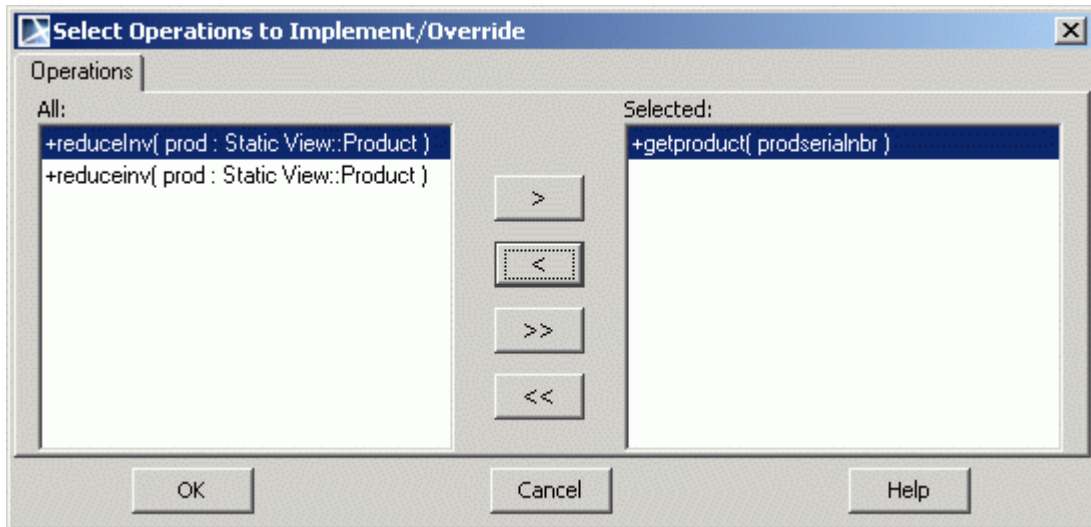 Select Operations to Implement/Override
Operations
All:
Selected:
+reduceInv( prod : Static View::Product )
+getproduct( prodserialnbr )
+reduceinv( prod : Static View::Product )
>
<
>>
<<
OK
Cancel
Help